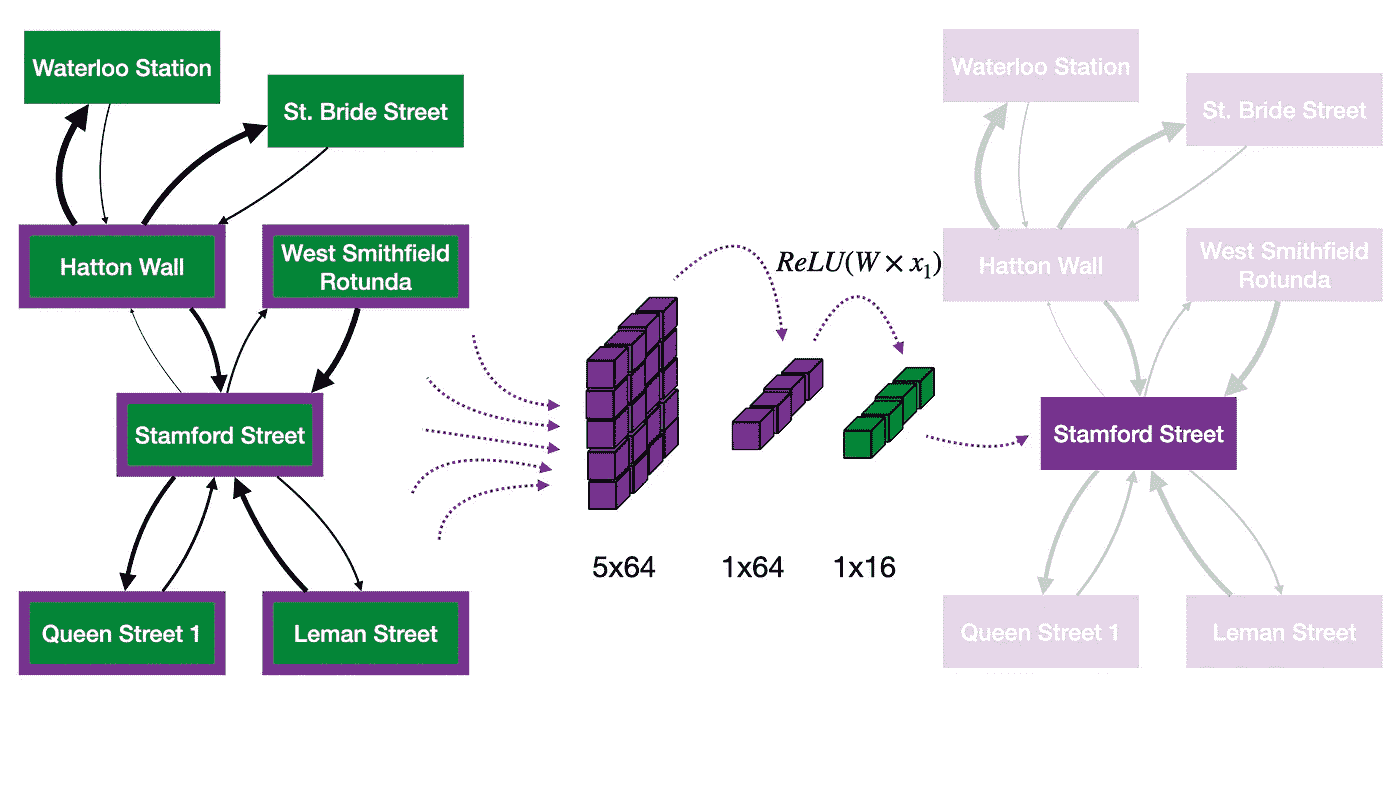 Waterloo Station
St. Bride Street
Hatton Wall
West Smithfield
Rotunda
Stamford Street
Queen Street 1
Leman Street
ReLU(W × x₁)
5x64
1x64
1x16
Waterloo Station
St. Bride Street
Hatton Wall
West Smithfield
Rotunda
Stamford Street
Queen Street 1
Leman Street